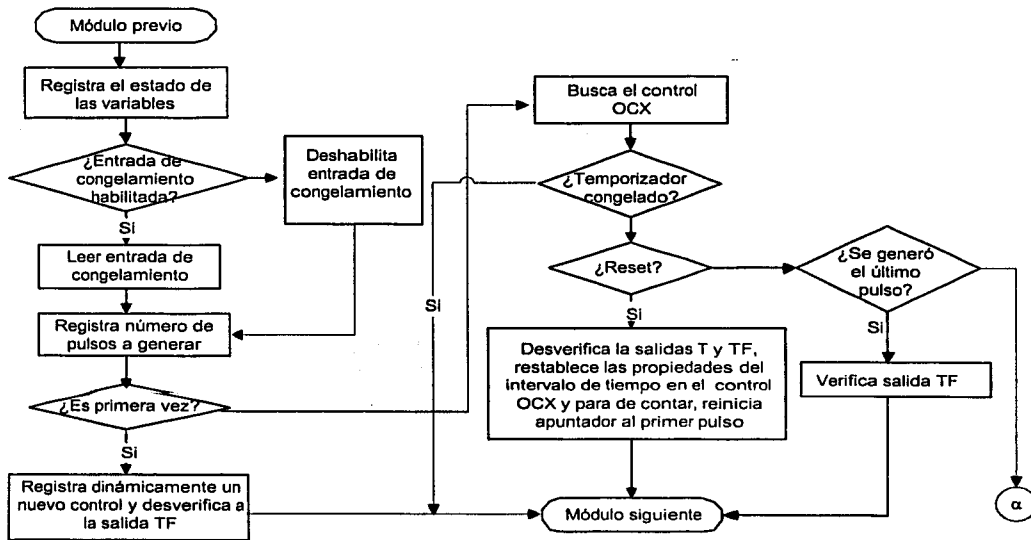 Módulo previo
Registra el estado de
las variables
¿Entrada de
congelamiento
habilitada?
Si
Deshabilita
entrada de
congelamiento
Leer entrada de
congelamiento
Registra número de
pulsos a generar
¿Es primera vez?
Si
Registra dinámicamente un
nuevo control y desverifica a
la salida TF
Busca el control
OCX
¿Temporizador
congelado?
Si
¿Reset?
Si
Desverifica la salidas T y TF,
restablece las propiedades del
intervalo de tiempo en el control
OCX y para de contar, reinicia
apuntador al primer pulso
Módulo siguiente
¿Se generó
el último
pulso?
Si
Verifica salida TF
α